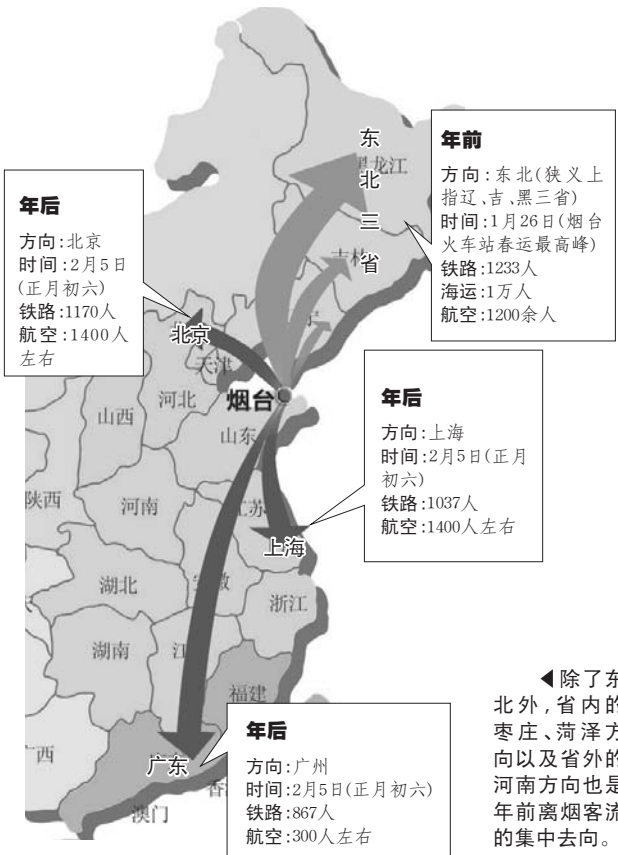 年前
方向:东北(狭义上
指辽、吉、黑三省)
时间:1月26日(烟台
火车站春运最高峰)
铁路:1233人
海运:1万人
航空:1200余人
年后
方向:北京
时间:2月5日
(正月初六)
铁路:1170人
航空:1400人
左右
年后
方向:上海
时间:2月5日(正月
初六)
铁路:1037人
航空:1400人左右
年后
方向:广州
时间:2月5日(正月初六)
铁路:867人
航空:300人左右
东
北
三
省
黑龙江
吉林
北京
天津
烟台
河北
山西
山东
陕西
河南
江苏
上海
湖北
安徽
浙江
湖南
江
福建
广东
西
香
澳门
◀除了东
北外,省内的
枣庄、菏泽方
向以及省外的
河南方向也是
年前离烟客流
的集中去向。